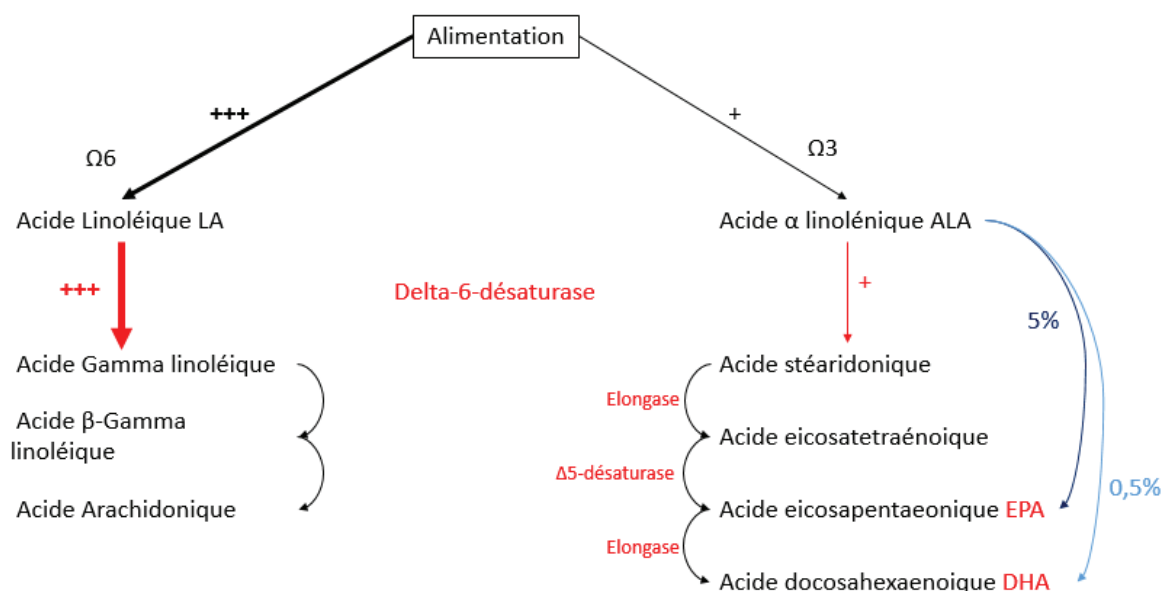 Alimentation
+++
+
Ω6
Ω3
Acide Linoléique LA
Acide α linolénique ALA
+++
Delta-6-désaturase
+
5%
Acide Gamma linoléique
Acide stéaridonique
Elongase
Acide β-Gamma
linoléique
Acide eicosatetraénoique
Δ5-désaturase
0,5%
Acide Arachidonique
Acide eicosapentaeonique EPA
Elongase
Acide docosahexaenoique DHA